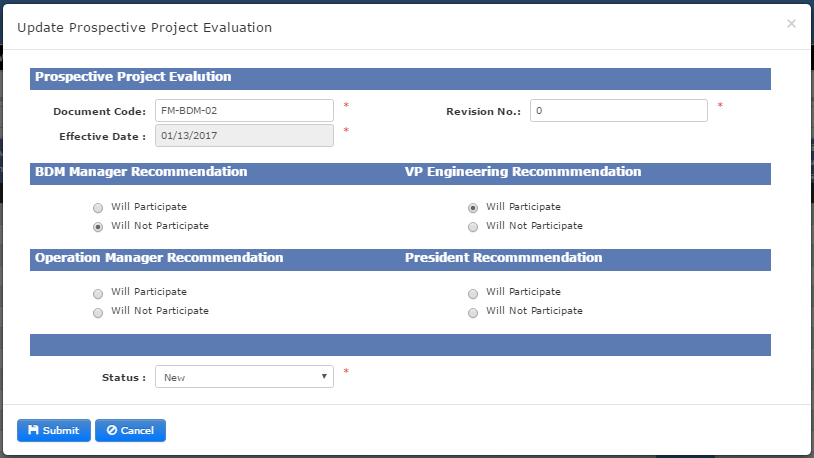 Update Prospective Project Evaluation
×
Prospective Project Evalution
Document Code: FM-BDM-02 * Revision No.: 0 *
Effective Date : 01/13/2017 *
BDM Manager Recommendation VP Engineering Recommmendation
Will Participate Will Participate
Will Not Participate Will Not Participate
Operation Manager Recommendation President Recommmendation
Will Participate Will Participate
Will Not Participate Will Not Participate
Status : New *
Submit Cancel